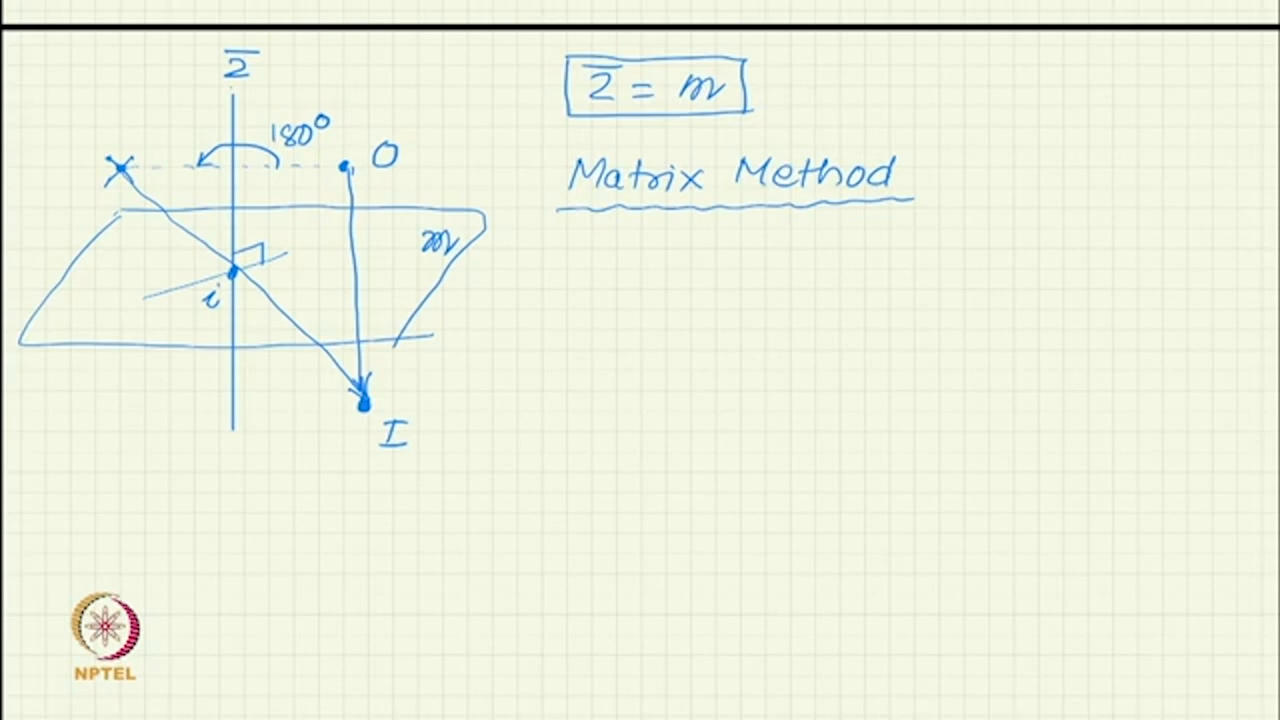 2̅
2̅ = m
180°
O
Matrix Method
m
i
I
NPTEL